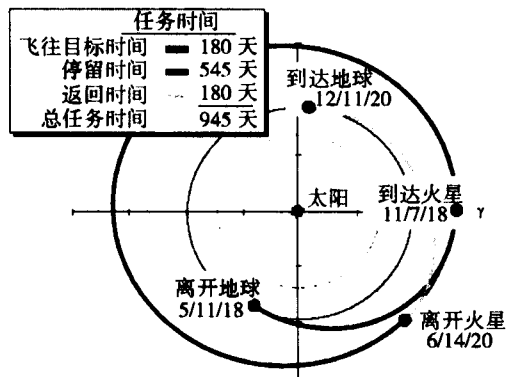 任务时间
飞往目标时间 180 天
停留时间 545 天
返回时间 180 天
总任务时间 945 天
到达地球
12/11/20
太阳
到达火星
11/7/18
γ
离开地球
5/11/18
离开火星
6/14/20